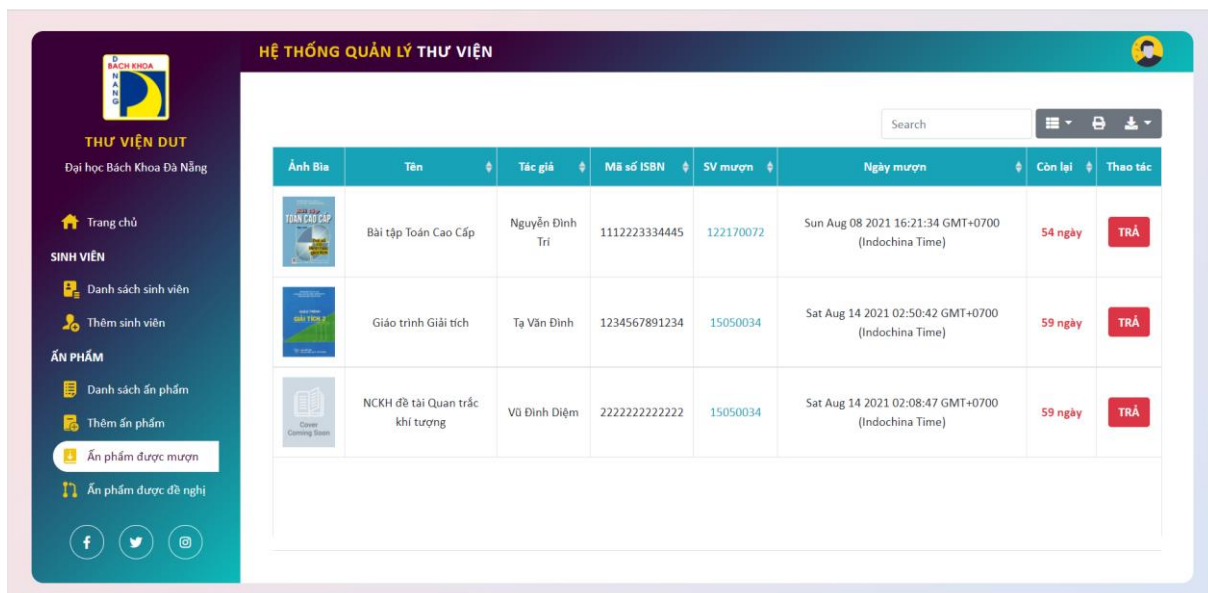 HỆ THỐNG QUẢN LÝ THƯ VIỆN
BÁCH KHOA
DANANG
THƯ VIỆN DUT
Đại học Bách Khoa Đà Nẵng
Trang chủ
SINH VIÊN
Danh sách sinh viên
Thêm sinh viên
ẤN PHẨM
Danh sách ấn phẩm
Thêm ấn phẩm
Ấn phẩm được mượn
Ấn phẩm được đề nghị
Search
Ảnh Bìa Tên Tác giả Mã số ISBN SV mượn Ngày mượn Còn lại Thao tác
TOÁN CAO CẤP
Bài tập Toán Cao Cấp Nguyễn Đình Trí 1112223334445 122170072 Sun Aug 08 2021 16:21:34 GMT+0700 (Indochina Time) 54 ngày TRẢ
GIẢI TÍCH 2
Giáo trình Giải tích Tạ Văn Đĩnh 1234567891234 15050034 Sat Aug 14 2021 02:50:42 GMT+0700 (Indochina Time) 59 ngày TRẢ
Cover
Coming Soon
NCKH đề tài Quan trắc khí tượng Vũ Đình Diệm 2222222222222 15050034 Sat Aug 14 2021 02:08:47 GMT+0700 (Indochina Time) 59 ngày TRẢ